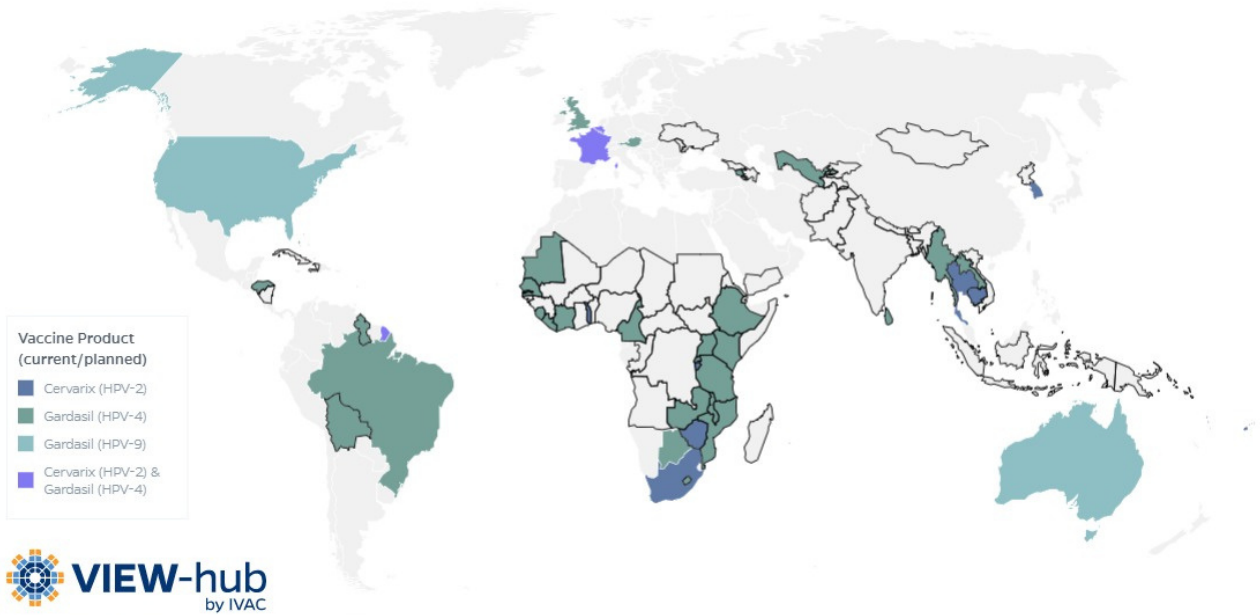 Vaccine Product
(current/planned)
Cervarix (HPV-2)
Gardasil (HPV-4)
Gardasil (HPV-9)
Cervarix (HPV-2) &
Gardasil (HPV-4)
VIEW-hub
by IVAC